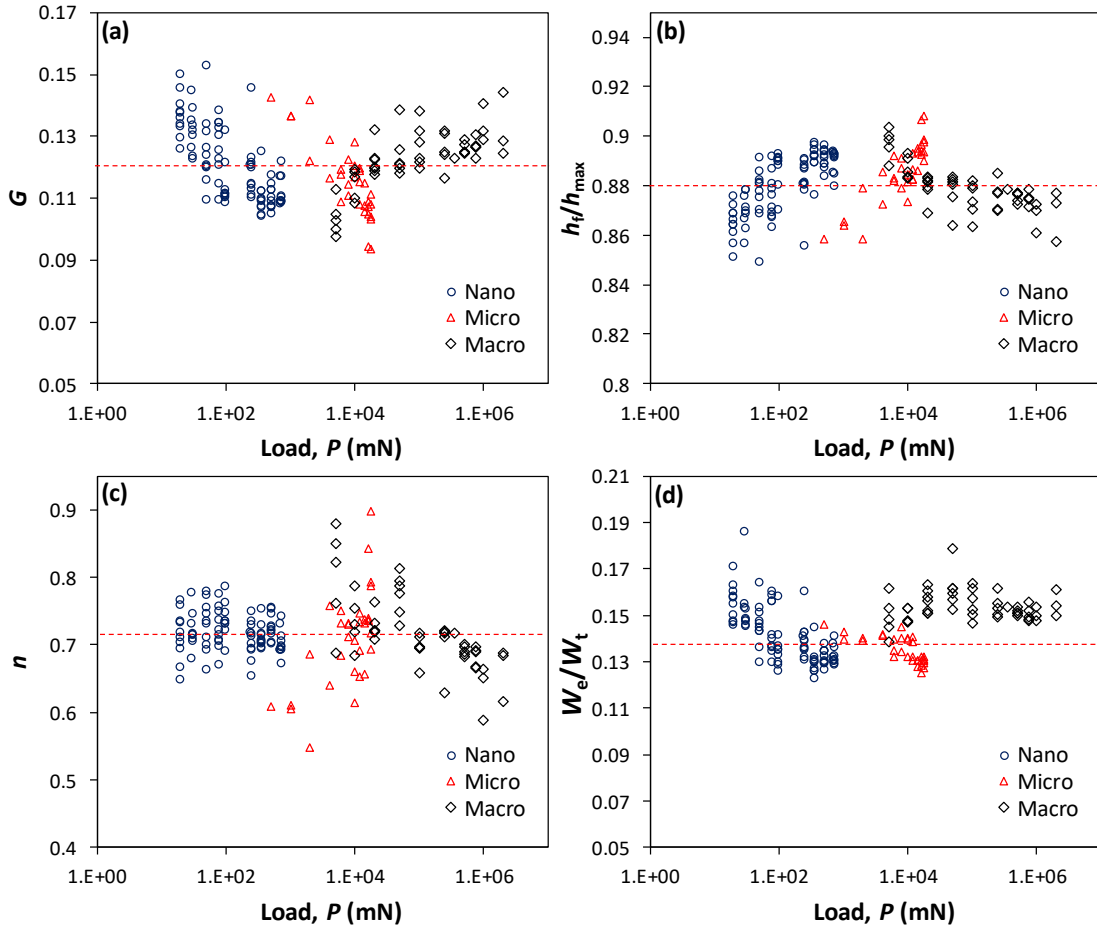 (a)
0.17
0.15
0.13
0.11
0.09
0.07
0.05
G
Nano
Micro
Macro
1.E+00 1.E+02 1.E+04 1.E+06
Load, P (mN)
(b)
0.94
0.92
0.9
0.88
0.86
0.84
0.82
0.8
hf/hmax
Nano
Micro
Macro
1.E+00 1.E+02 1.E+04 1.E+06
Load, P (mN)
(c)
0.9
0.8
0.7
0.6
0.5
0.4
n
Nano
Micro
Macro
1.E+00 1.E+02 1.E+04 1.E+06
Load, P (mN)
(d)
0.21
0.19
0.17
0.15
0.13
0.11
0.09
0.07
0.05
We/Wt
Nano
Micro
Macro
1.E+00 1.E+02 1.E+04 1.E+06
Load, P (mN)